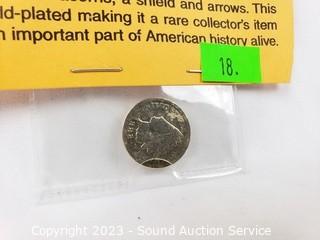 a shield and arrows. This
ld-plated making it a rare collector's item
n important part of American history alive.
18.
Copyright 2023 - Sound Auction Service